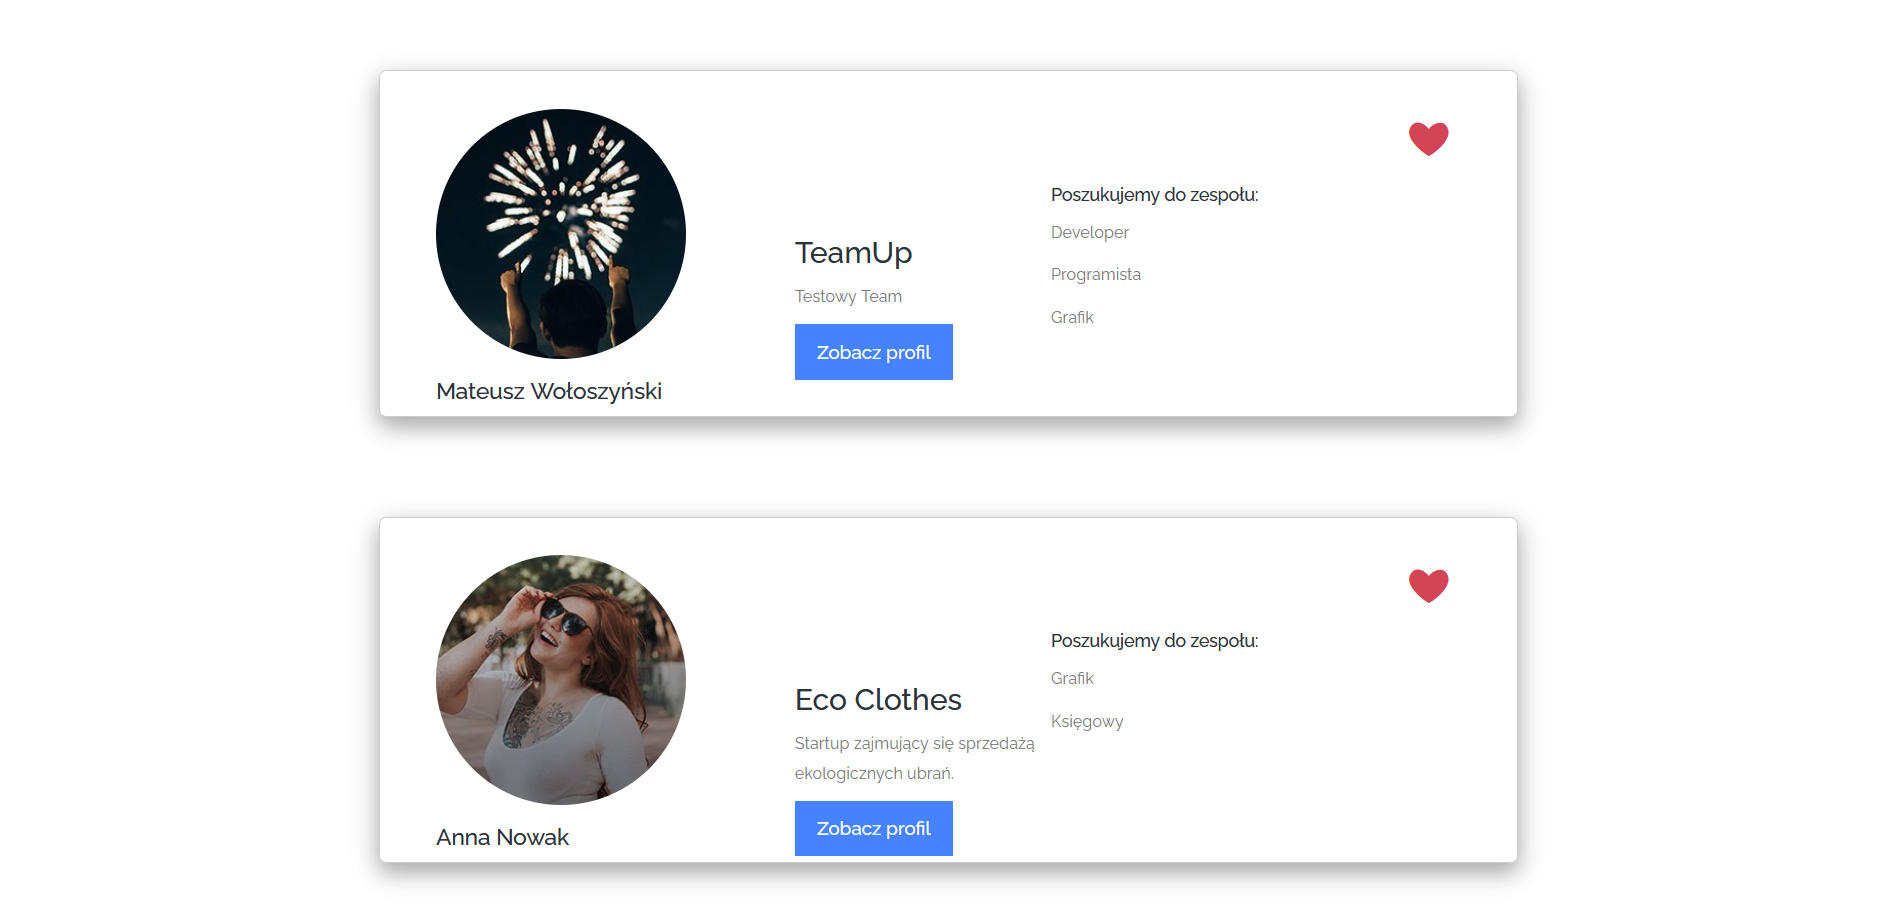 Poszukujemy do zespołu:
Developer
TeamUp
Programista
Testowy Team
Grafik
Zobacz profil
Mateusz Wołoszyński
Poszukujemy do zespołu:
Grafik
Eco Clothes
Księgowy
Startup zajmujący się sprzedażą
ekologicznych ubrań.
Zobacz profil
Anna Nowak